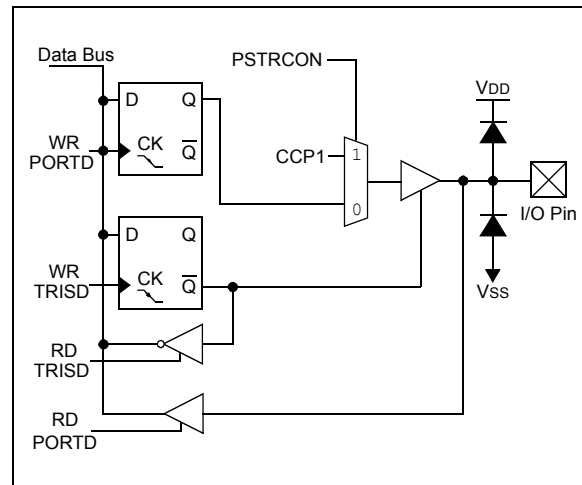 Data Bus
PSTRCON
VDD
D Q
WR
PORTD
CK
Q
CCP1
1
0
I/O Pin
D Q
WR
TRISD
CK
Q
VSS
RD
TRISD
RD
PORTD